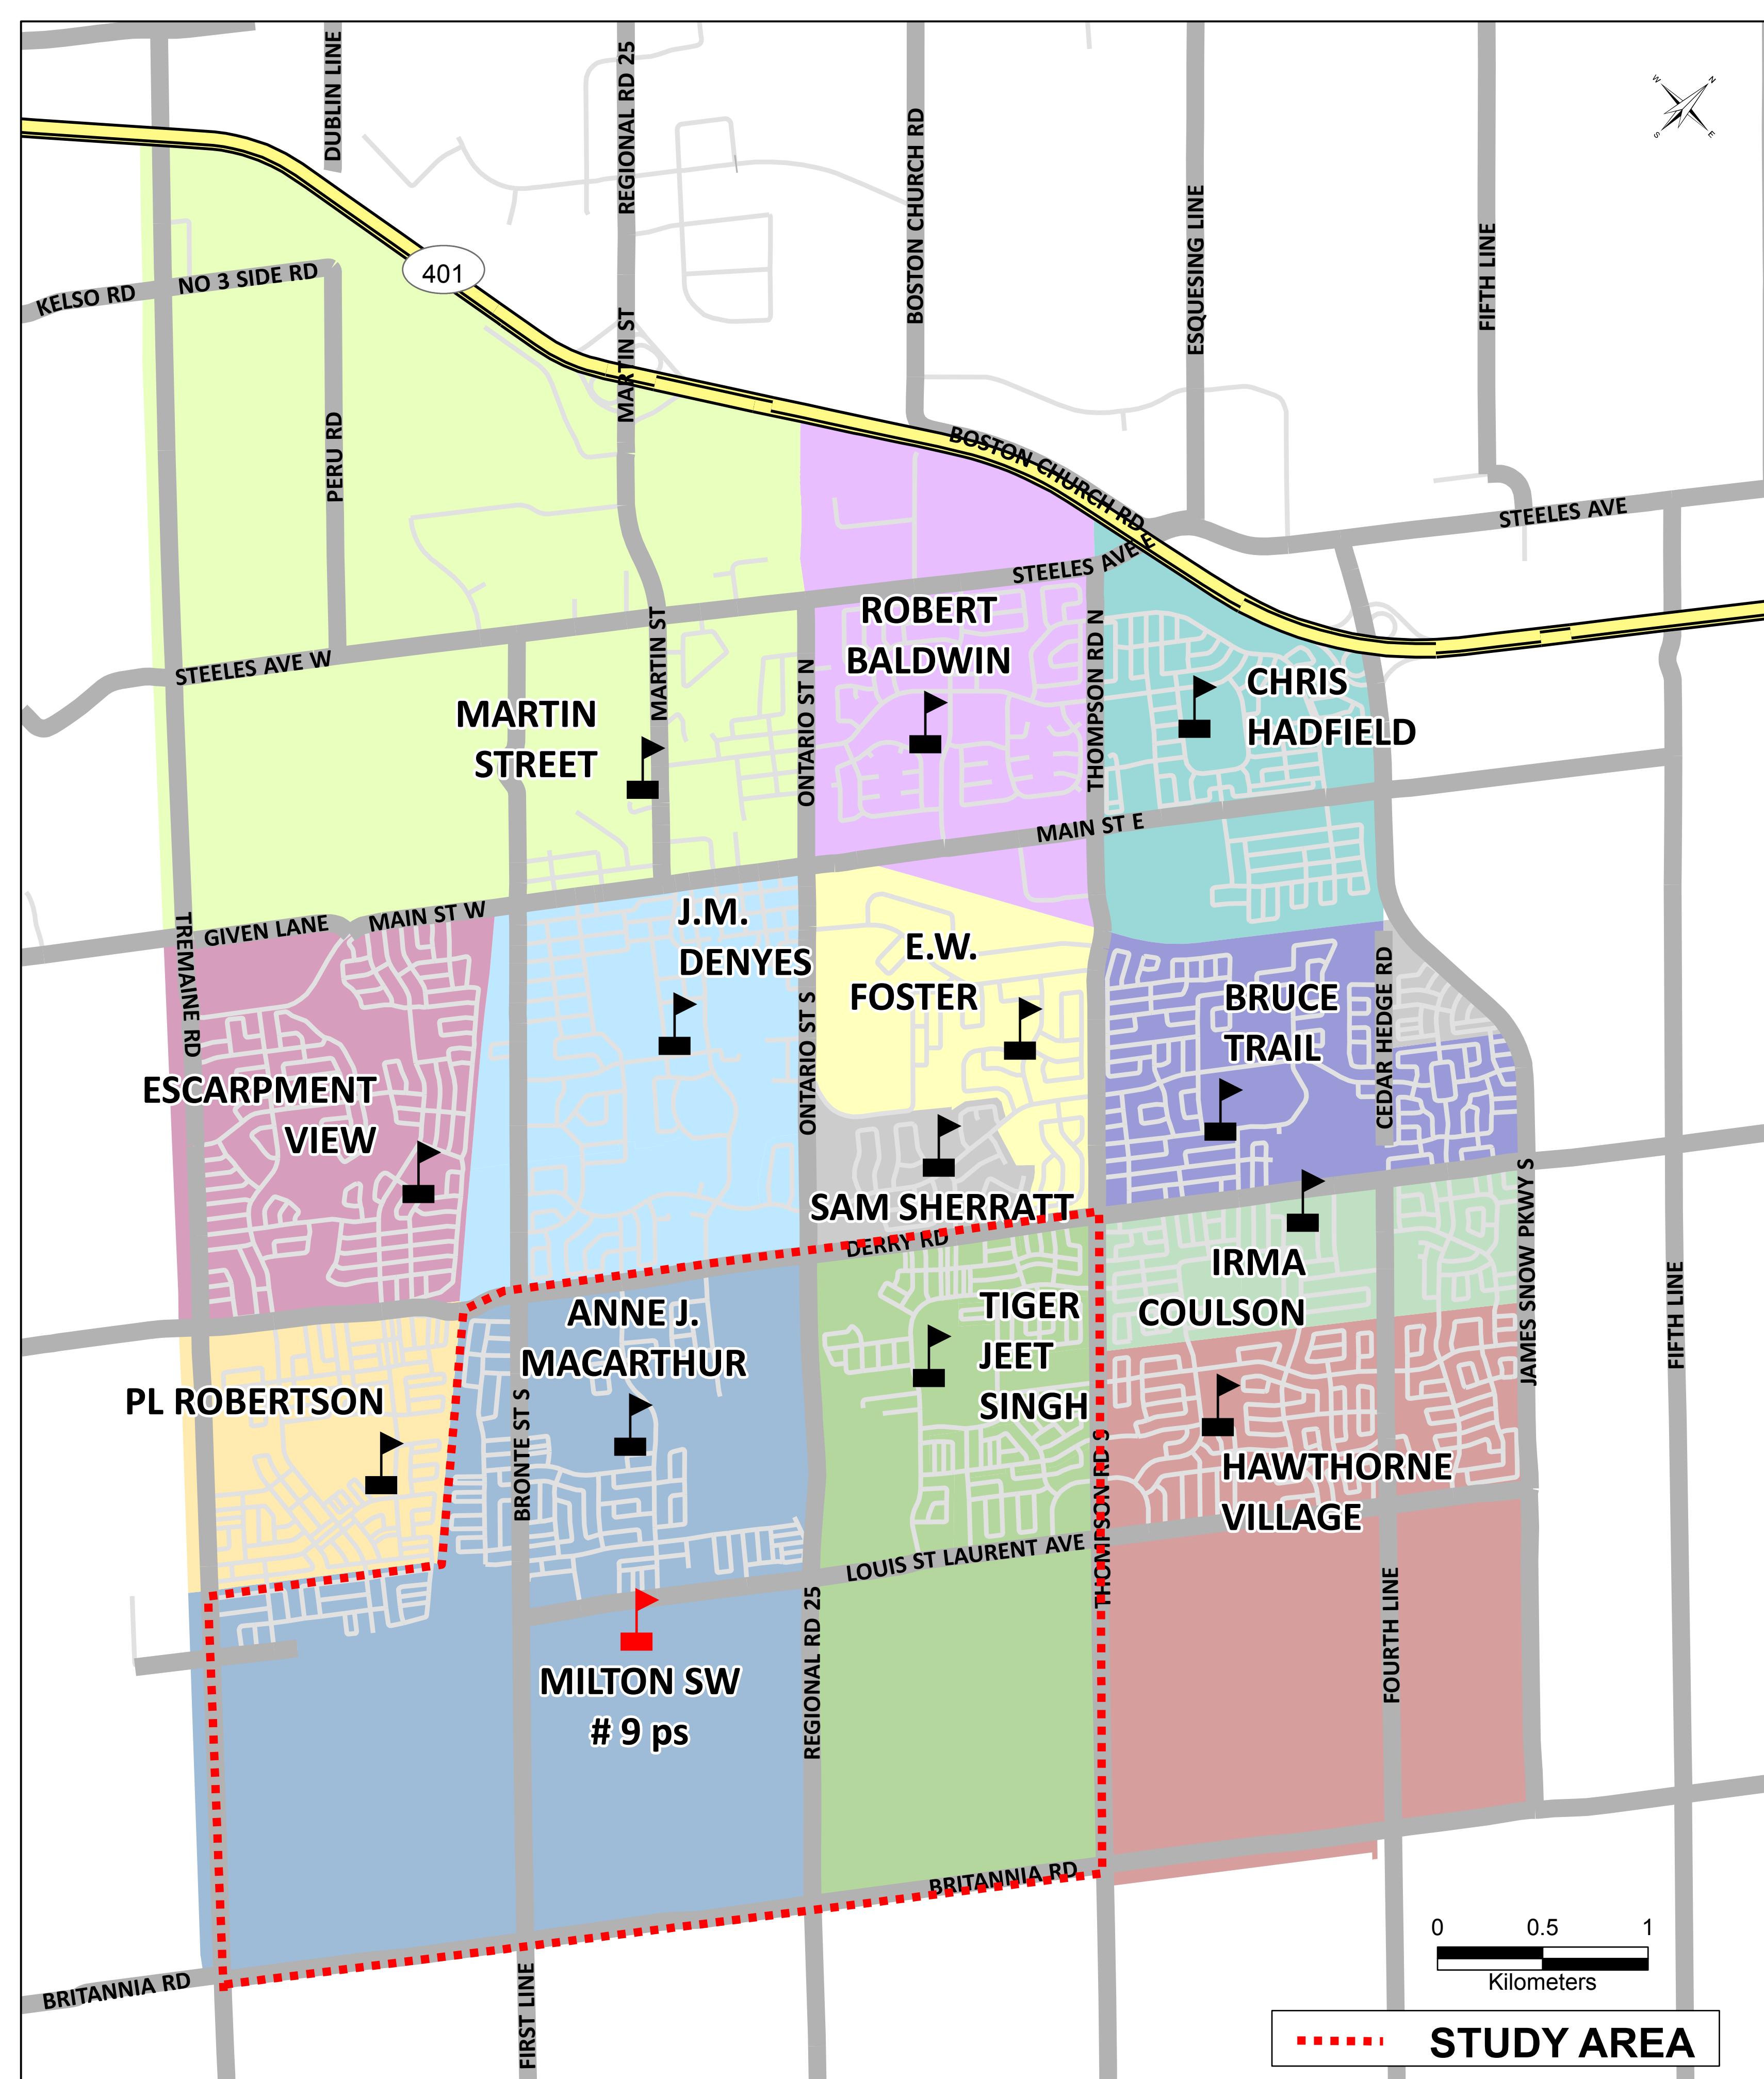 DUBLIN LINE
REGIONAL RD 25
BOSTON CHURCH RD
ESQUESING LINE
FIFTH LINE
W
N
S
E
KELSO RD
NO 3 SIDE RD
401
MARTIN ST
PERU RD
BOSTON CHURCH RD
STEELES AVE
STEELES AVE E
STEELES AVE W
MARTIN ST
ONTARIO ST N
THOMPSON RD N
ROBERT
BALDWIN
CHRIS
HADFIELD
MARTIN
STREET
MAIN ST E
GIVEN LANE
MAIN ST W
TREMAINE RD
J.M.
DENYES
E.W.
FOSTER
ONTARIO ST S
BRUCE
TRAIL
CEDAR HEDGE RD
ESCARPMENT
VIEW
SAM SHERRATT
DERRY RD
JAMES SNOW PKWY S
IRMA
COULSON
FIFTH LINE
ANNE J.
MACARTHUR
TIGER
JEET
SINGH
PL ROBERTSON
BRONTE ST S
THOMPSON RD S
HAWTHORNE
VILLAGE
LOUIS ST LAURENT AVE
REGIONAL RD 25
FOURTH LINE
MILTON SW
# 9 ps
BRITANNIA RD
BRITANNIA RD
FIRST LINE
0 0.5 1
Kilometers
STUDY AREA